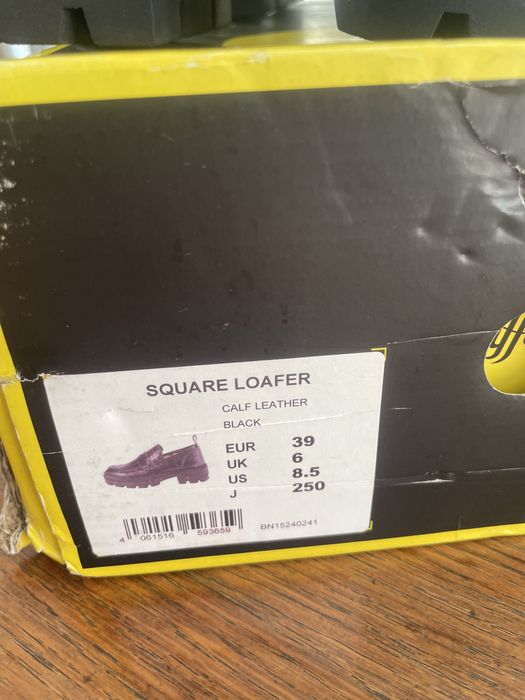 SQUARE LOAFER
CALF LEATHER
BLACK
EUR 39
UK 6
US 8.5
J 250
4 061516 593659
BN15240241